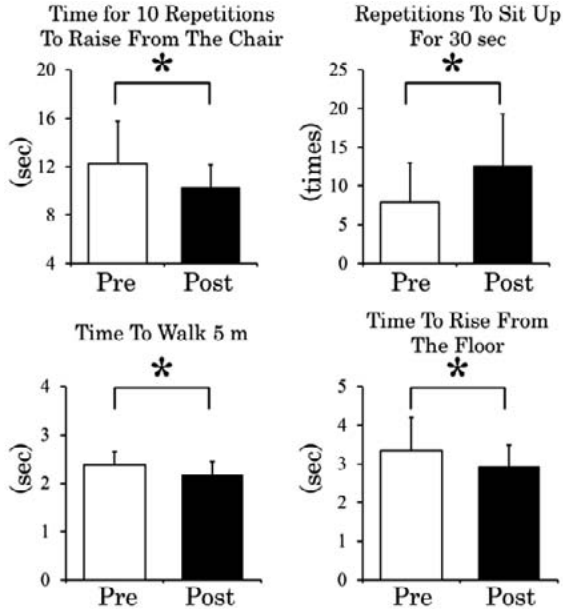 Time for 10 Repetitions
To Raise From The Chair
*
20
16
12
8
4
(sec)
Pre Post
Repetitions To Sit Up
For 30 sec
*
25
20
15
10
5
0
(times)
Pre Post
Time To Walk 5 m
*
4
3
2
1
0
(sec)
Pre Post
Time To Rise From
The Floor
*
5
4
3
2
1
0
(sec)
Pre Post